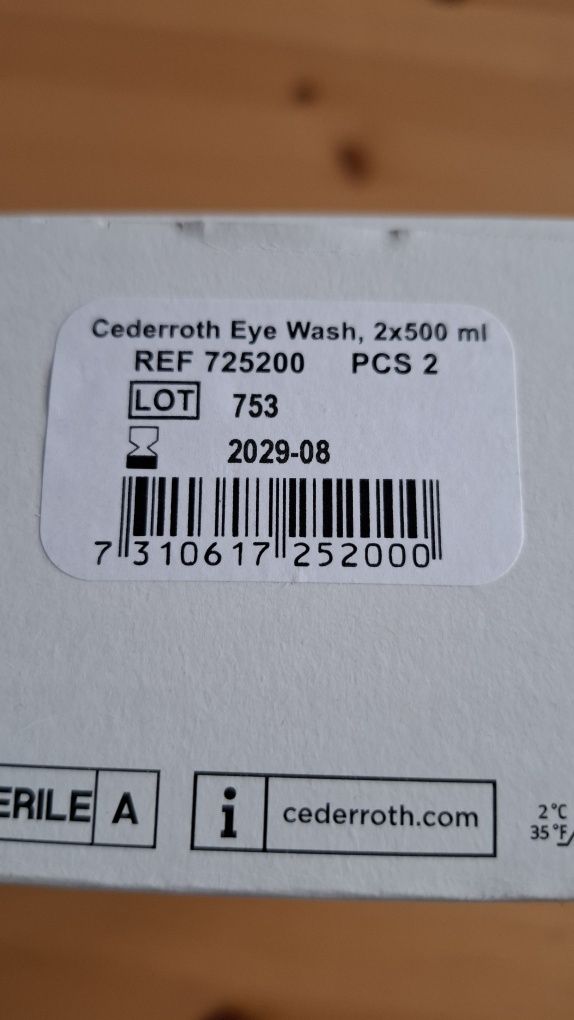 Cederroth Eye Wash, 2x500 ml
REF 725200 PCS 2
LOT 753
2029-08
7 310617 252000
ERILE A
i cederroth.com
2°C
35°F